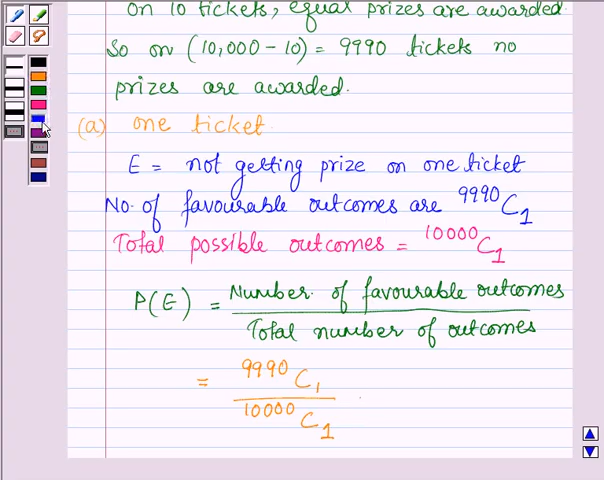 On 10 tickets, equal prizes are awarded.
So on (10,000 - 10) = 9990 tickets no
prizes are awarded.
(a) one ticket
E = not getting prize on one ticket
No. of favourable outcomes are ⁹⁹⁹⁰C₁
Total possible outcomes = ¹⁰⁰⁰⁰C₁
P(E) = Number of favourable outcomes / Total number of outcomes
= ⁹⁹⁹⁰C₁ / ¹⁰⁰⁰⁰C₁